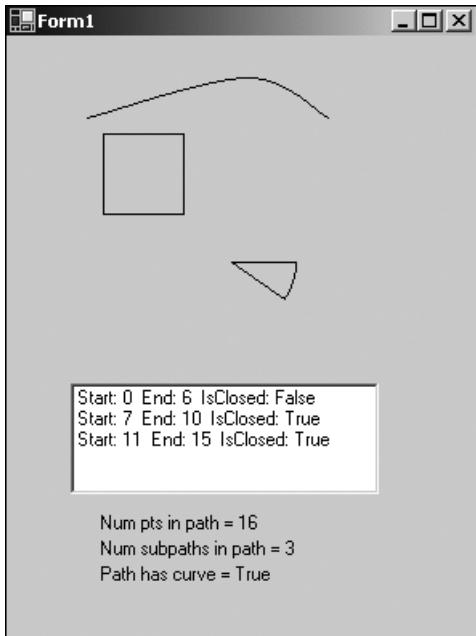 Form1
Start: 0 End: 6 IsClosed: False
Start: 7 End: 10 IsClosed: True
Start: 11 End: 15 IsClosed: True
Num pts in path = 16
Num subpaths in path = 3
Path has curve = True